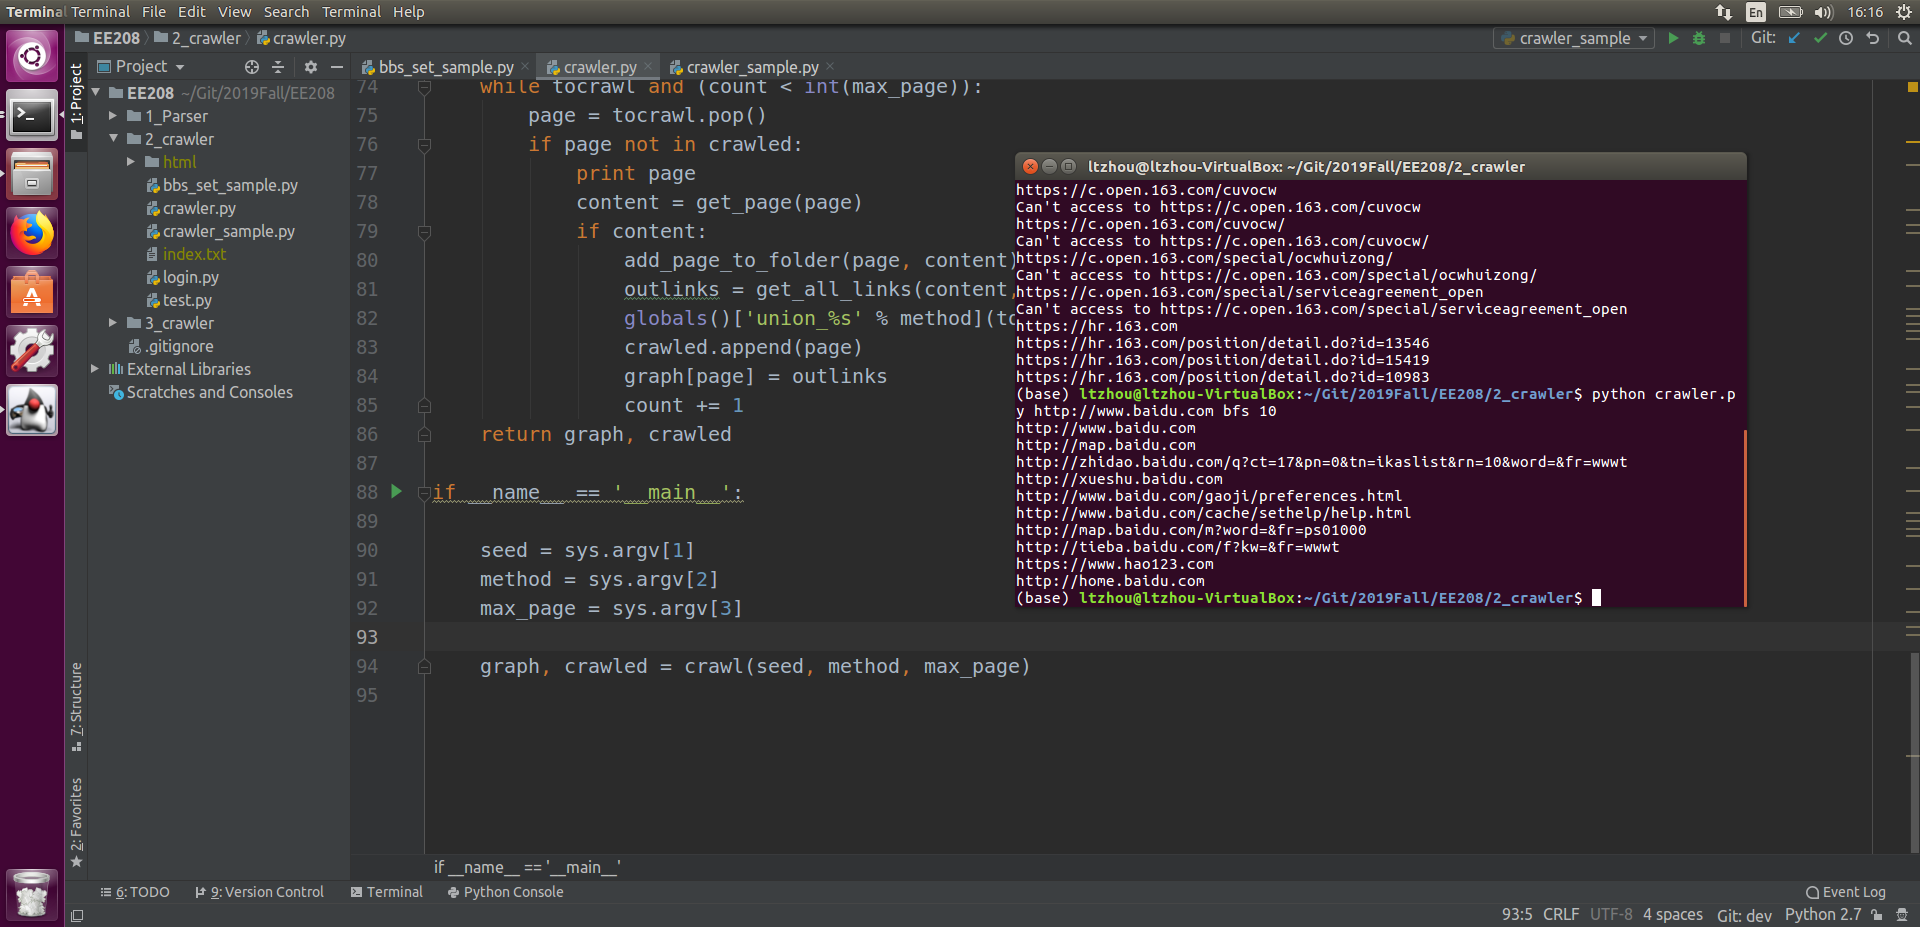 Terminal Terminal File Edit View Search Terminal Help
En 16:16
EE208 2_crawler crawler.py
crawler_sample Git:
1: Project
Project
EE208 ~/Git/2019Fall/EE208
1_Parser
2_crawler
html
bbs_set_sample.py
crawler.py
crawler_sample.py
index.txt
login.py
test.py
3_crawler
.gitignore
External Libraries
Scratches and Consoles
7: Structure
2: Favorites
bbs_set_sample.py crawler.py crawler_sample.py
74 while tocrawl and (count < int(max_page)):
75 page = tocrawl.pop()
76 if page not in crawled:
77 print page
78 content = get_page(page)
79 if content:
80 add_page_to_folder(page, content)
81 outlinks = get_all_links(content,
82 globals()['union_%s' % method](to
83 crawled.append(page)
84 graph[page] = outlinks
85 count += 1
86 return graph, crawled
87
88 if __name__ == '__main__':
89
90 seed = sys.argv[1]
91 method = sys.argv[2]
92 max_page = sys.argv[3]
93
94 graph, crawled = crawl(seed, method, max_page)
95
ltzhou@ltzhou-VirtualBox: ~/Git/2019Fall/EE208/2_crawler
https://c.open.163.com/cuvocw
Can't access to https://c.open.163.com/cuvocw
https://c.open.163.com/cuvocw/
Can't access to https://c.open.163.com/cuvocw/
https://c.open.163.com/special/ocwhuizong/
Can't access to https://c.open.163.com/special/ocwhuizong/
https://c.open.163.com/special/serviceagreement_open
Can't access to https://c.open.163.com/special/serviceagreement_open
https://hr.163.com
https://hr.163.com/position/detail.do?id=13546
https://hr.163.com/position/detail.do?id=15419
https://hr.163.com/position/detail.do?id=10983
(base) ltzhou@ltzhou-VirtualBox:~/Git/2019Fall/EE208/2_crawler$ python crawler.p
y http://www.baidu.com bfs 10
http://www.baidu.com
http://map.baidu.com
http://zhidao.baidu.com/q?ct=17&pn=0&tn=ikaslist&rn=10&word=&fr=wwwt
http://xueshu.baidu.com
http://www.baidu.com/gaoji/preferences.html
http://www.baidu.com/cache/sethelp/help.html
http://map.baidu.com/m?word=&fr=ps01000
http://tieba.baidu.com/f?kw=&fr=wwwt
https://www.hao123.com
http://home.baidu.com
(base) ltzhou@ltzhou-VirtualBox:~/Git/2019Fall/EE208/2_crawler$
if __name__ == '__main__'
6: TODO 9: Version Control Terminal Python Console Event Log
93:5 CRLF UTF-8 4 spaces Git: dev Python 2.7